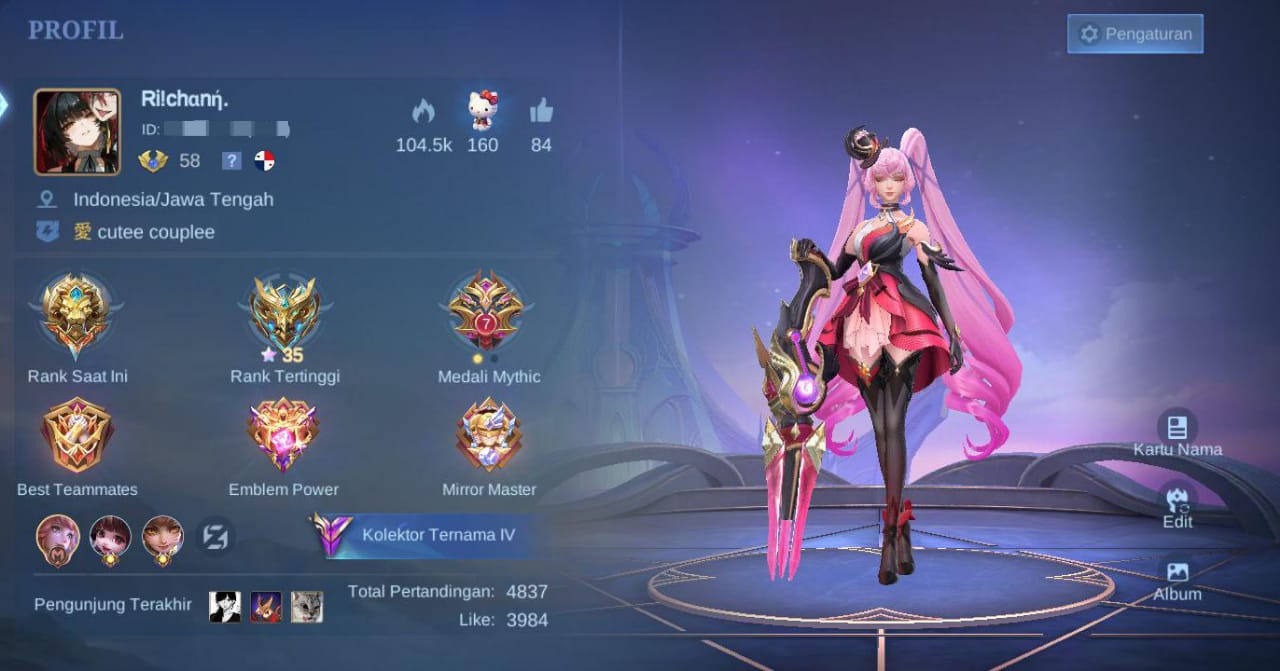 PROFIL
Pengaturan
Ri!chanή.
ID:
104.5k 160 84
58 ?
Indonesia/Jawa Tengah
愛 cutee couplee
35
7
Rank Saat Ini
Rank Tertinggi
Medali Mythic
Best Teammates
Emblem Power
Mirror Master
Kartu Nama
Edit
Album
Kolektor Ternama IV
Pengunjung Terakhir
Total Pertandingan: 4837
Like: 3984